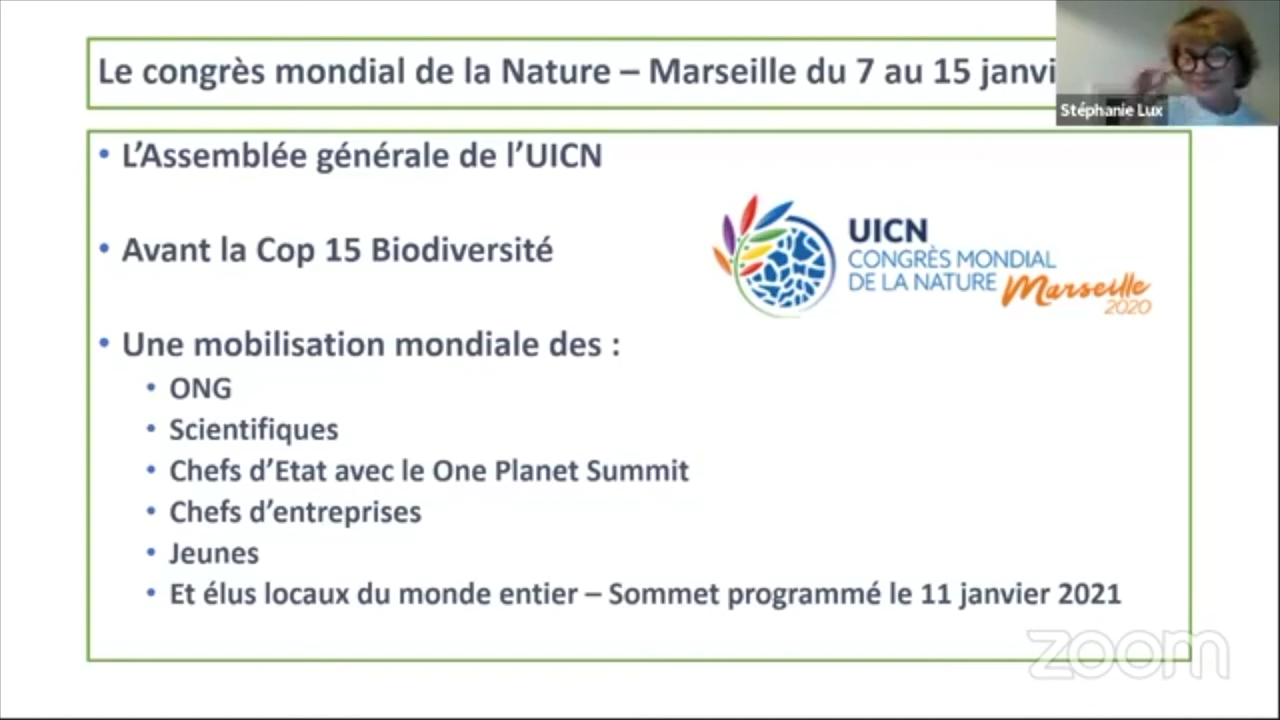 Le congrès mondial de la Nature – Marseille du 7 au 15 janvi
Stéphanie Lux
• L’Assemblée générale de l’UICN
• Avant la Cop 15 Biodiversité
UICN
CONGRÈS MONDIAL
DE LA NATURE Marseille
2020
• Une mobilisation mondiale des :
• ONG
• Scientifiques
• Chefs d’Etat avec le One Planet Summit
• Chefs d’entreprises
• Jeunes
• Et élus locaux du monde entier – Sommet programmé le 11 janvier 2021
zoom